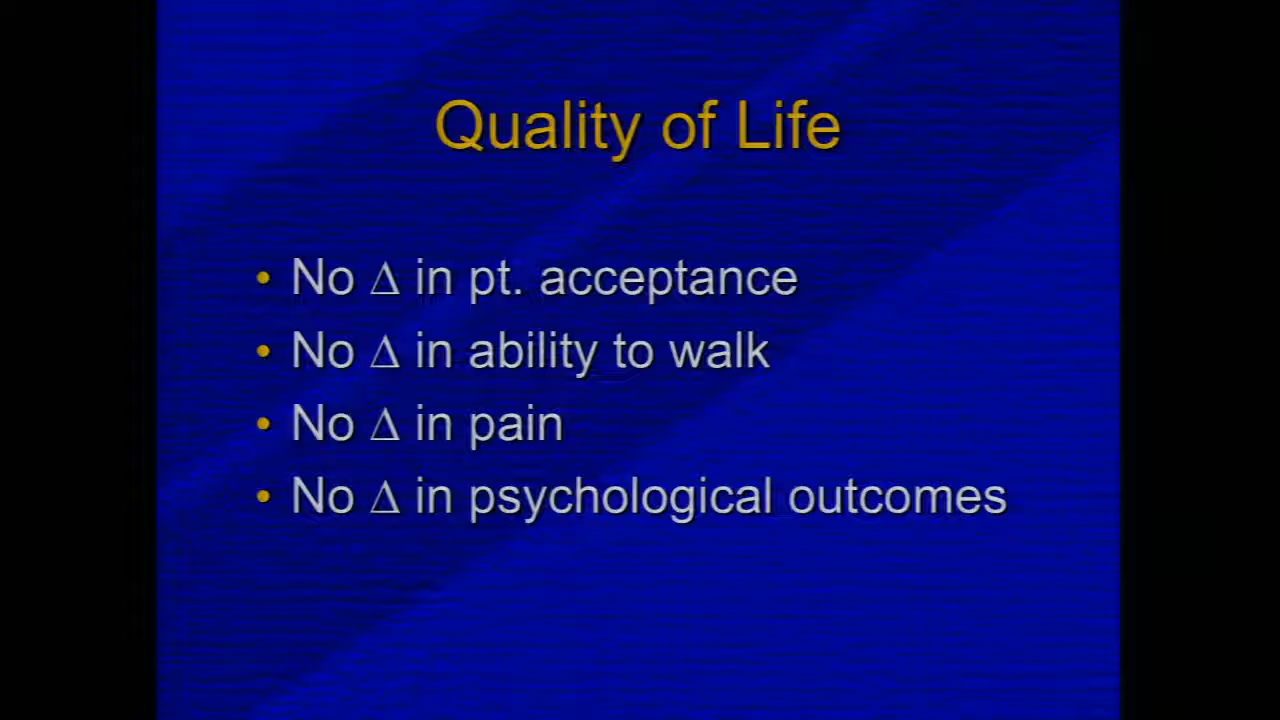 Quality of Life
• No Δ in pt. acceptance
• No Δ in ability to walk
• No Δ in pain
• No Δ in psychological outcomes